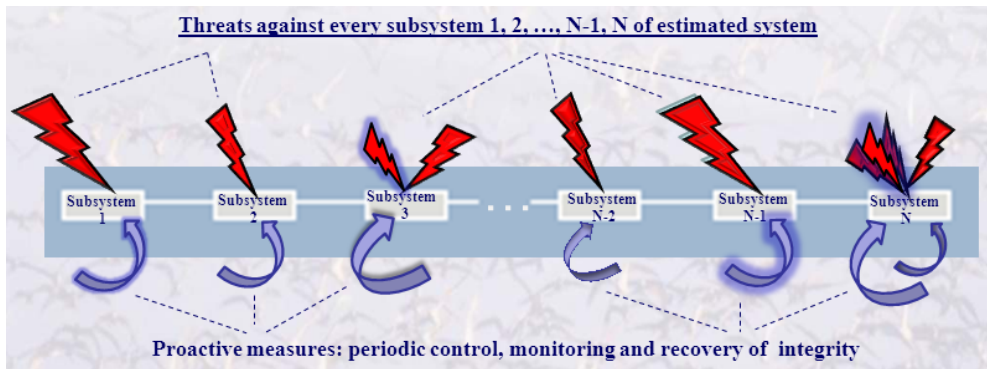 Threats against every subsystem 1, 2, …, N-1, N of estimated system
Subsystem
1
Subsystem
2
Subsystem
3
. . .
Subsystem
N-2
Subsystem
N-1
Subsystem
N
Proactive measures: periodic control, monitoring and recovery of integrity